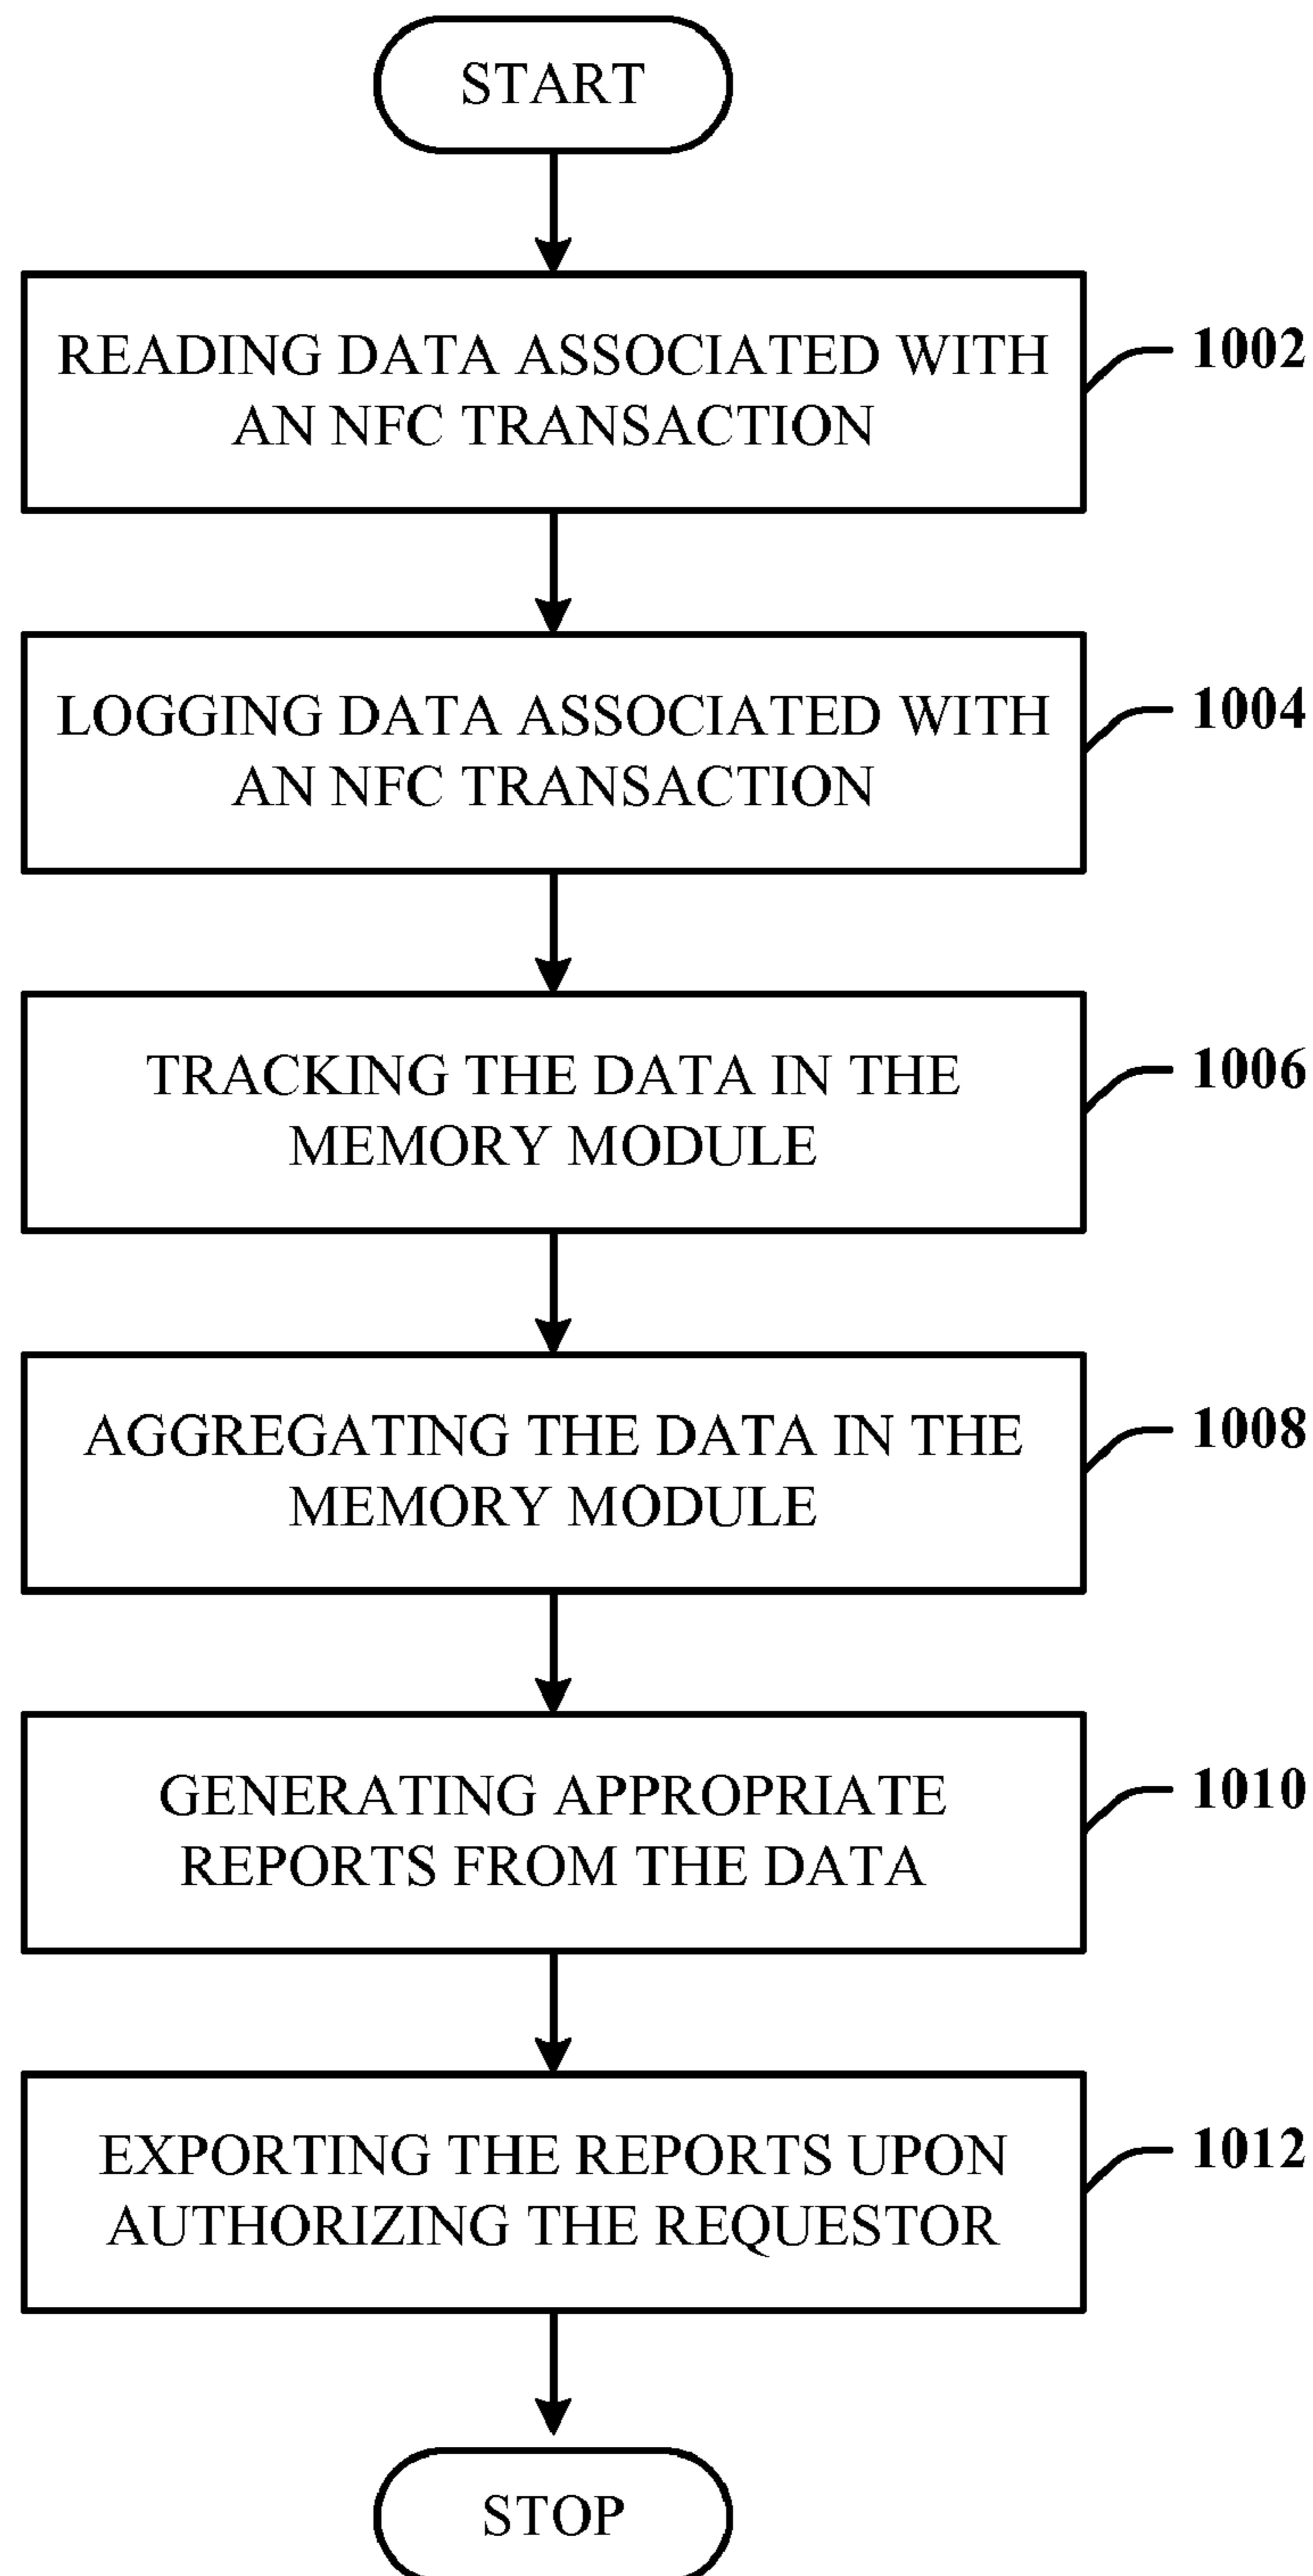 START
READING DATA ASSOCIATED WITH
AN NFC TRANSACTION
1002
LOGGING DATA ASSOCIATED WITH
AN NFC TRANSACTION
1004
TRACKING THE DATA IN THE
MEMORY MODULE
1006
AGGREGATING THE DATA IN THE
MEMORY MODULE
1008
GENERATING APPROPRIATE
REPORTS FROM THE DATA
1010
EXPORTING THE REPORTS UPON
AUTHORIZING THE REQUESTOR
1012
STOP